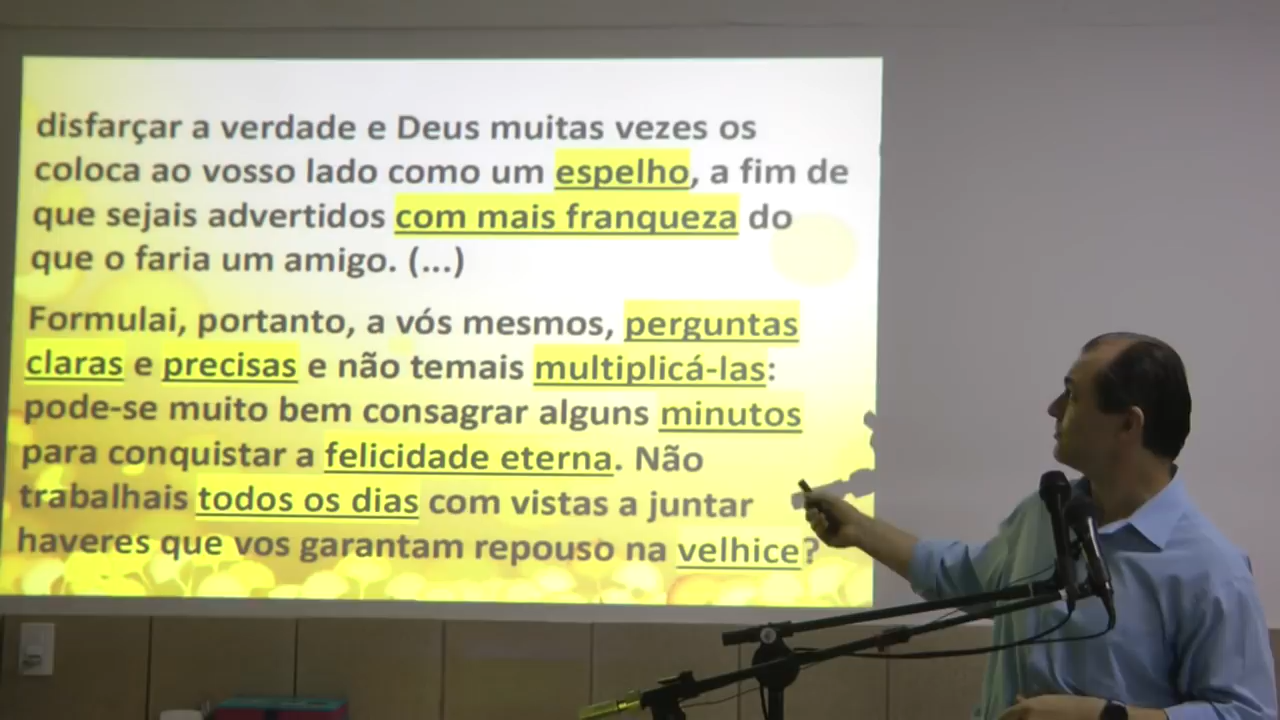 disfarçar a verdade e Deus muitas vezes os
coloca ao vosso lado como um espelho, a fim de
que sejais advertidos com mais franqueza do
que o faria um amigo. (...)
Formulai, portanto, a vós mesmos, perguntas
claras e precisas e não temais multiplicá-las:
pode-se muito bem consagrar alguns minutos
para conquistar a felicidade eterna. Não
trabalhais todos os dias com vistas a juntar
haveres que vos garantam repouso na velhice?